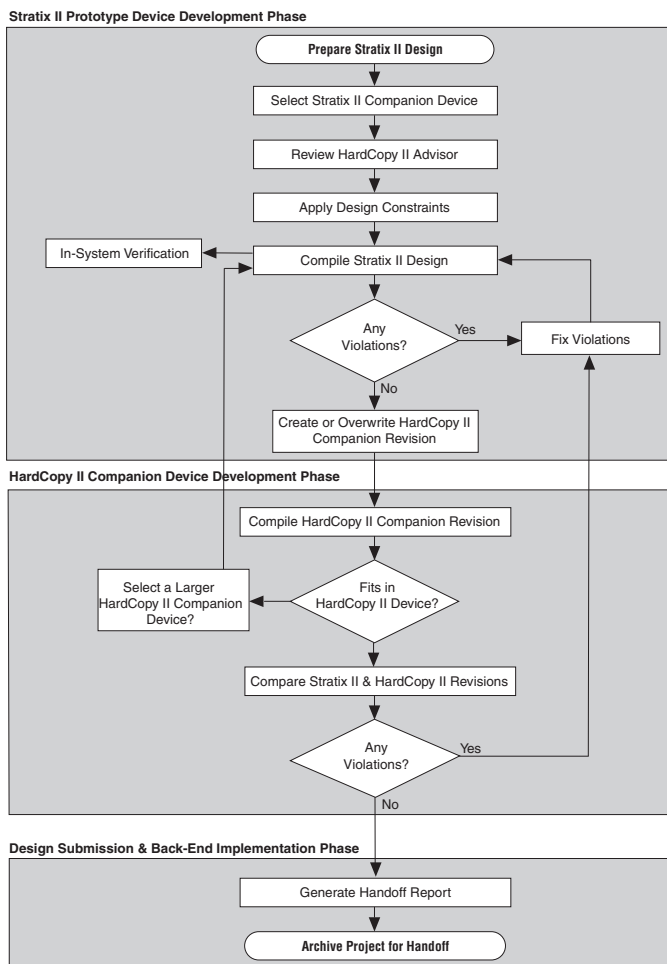 Stratix II Prototype Device Development Phase
Prepare Stratix II Design
Select Stratix II Companion Device
Review HardCopy II Advisor
Apply Design Constraints
In-System Verification
Compile Stratix II Design
Any
Violations?
Yes
Fix Violations
No
Create or Overwrite HardCopy II
Companion Revision
HardCopy II Companion Device Development Phase
Compile HardCopy II Companion Revision
Select a Larger
HardCopy II Companion
Device?
Fits in
HardCopy II Device?
Compare Stratix II & HardCopy II Revisions
Any
Violations?
Yes
No
Design Submission & Back-End Implementation Phase
Generate Handoff Report
Archive Project for Handoff